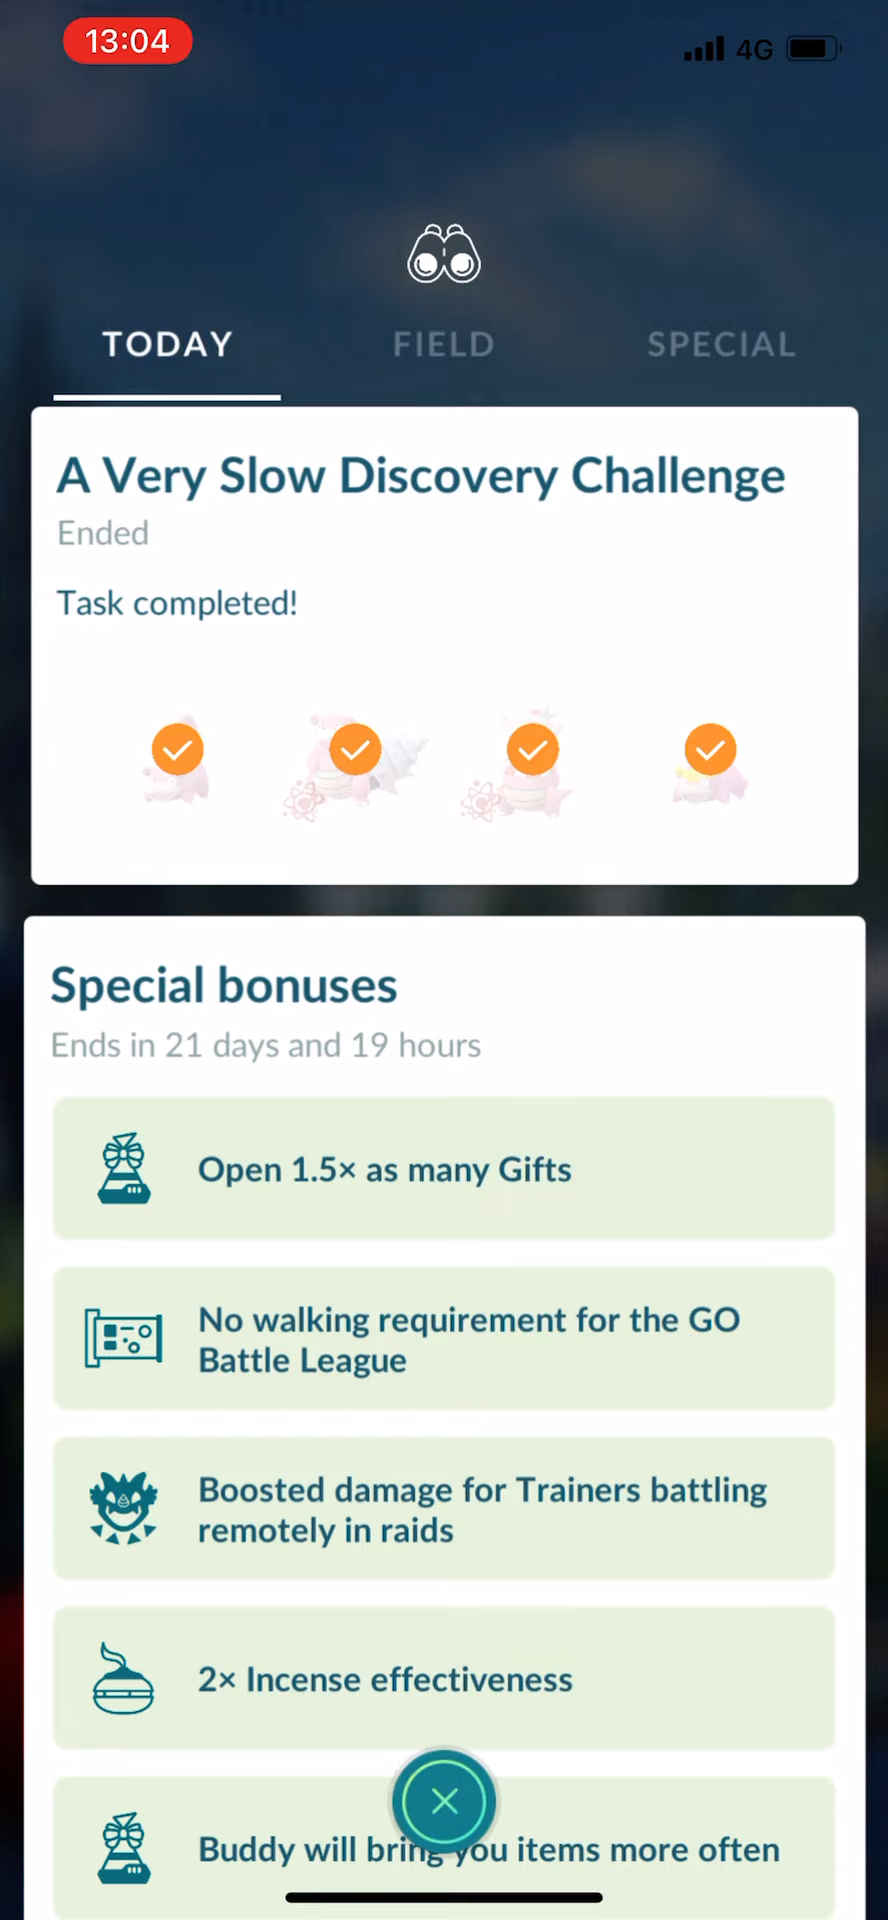 13:04
4G
TODAY
FIELD
SPECIAL
A Very Slow Discovery Challenge
Ended
Task completed!
Special bonuses
Ends in 21 days and 19 hours
Open 1.5× as many Gifts
No walking requirement for the GO
Battle League
Boosted damage for Trainers battling
remotely in raids
2× Incense effectiveness
Buddy will bring you items more often